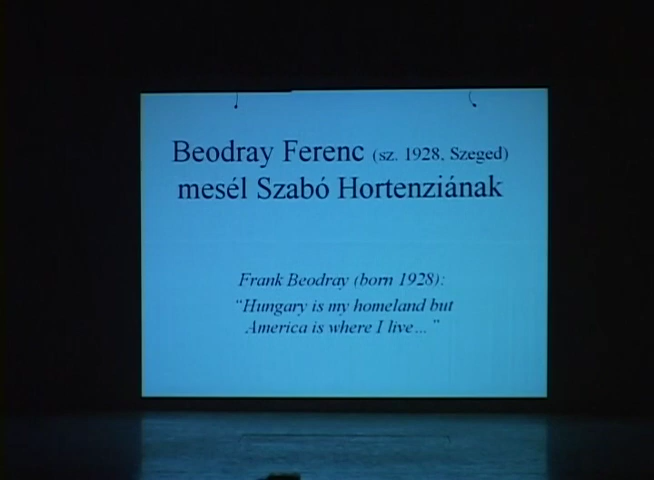 Beodray Ferenc (sz. 1928, Szeged)
mesél Szabó Hortenziának
Frank Beodray (born 1928):
“Hungary is my homeland but
America is where I live... ”